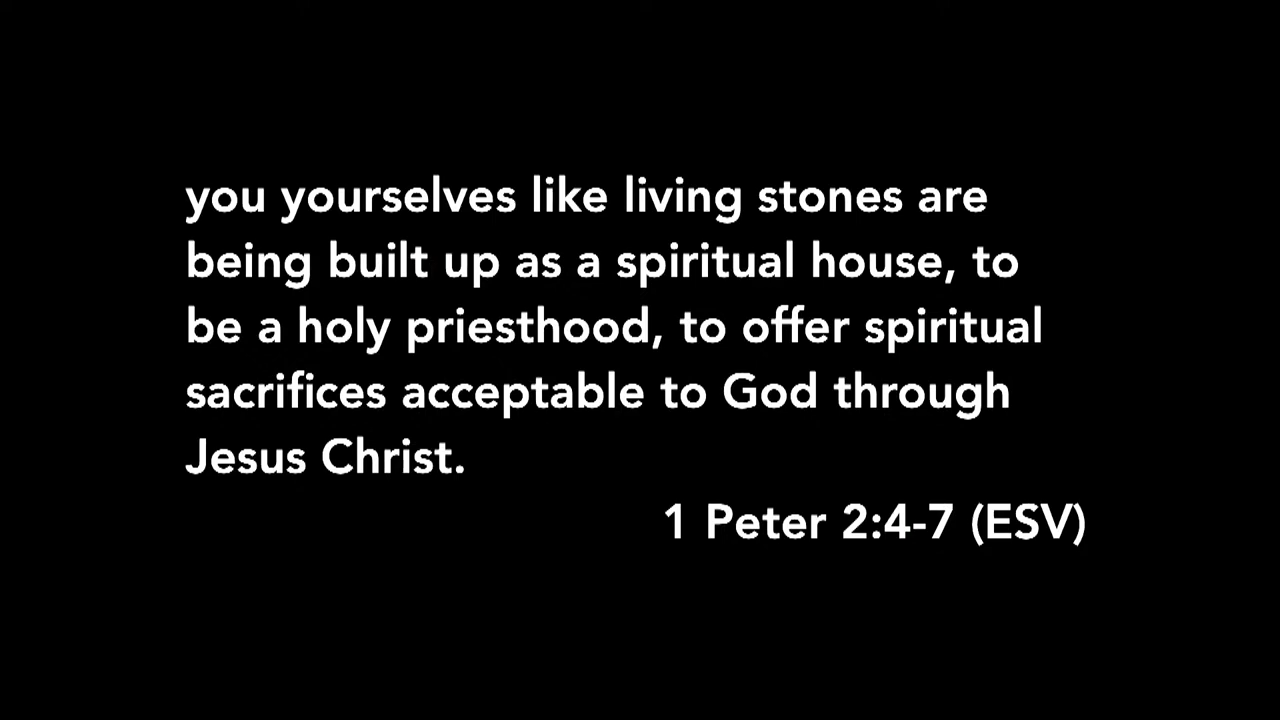 you yourselves like living stones are
being built up as a spiritual house, to
be a holy priesthood, to offer spiritual
sacrifices acceptable to God through
Jesus Christ.
1 Peter 2:4-7 (ESV)